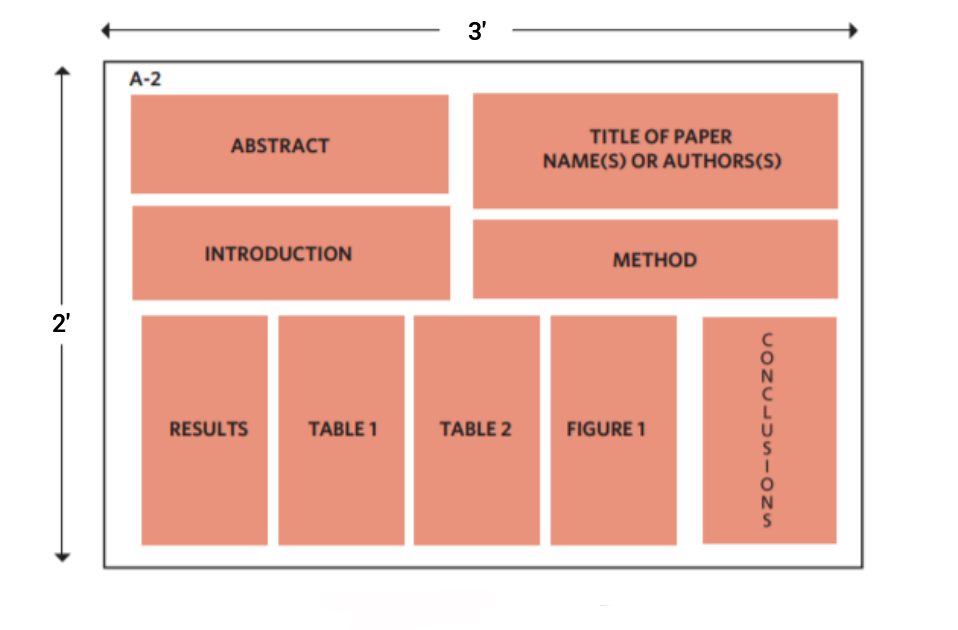 3'
A-2
ABSTRACT
TITLE OF PAPER
NAME(S) OR AUTHORS(S)
INTRODUCTION
METHOD
2'
RESULTS
TABLE 1
TABLE 2
FIGURE 1
CONCLUSIONS